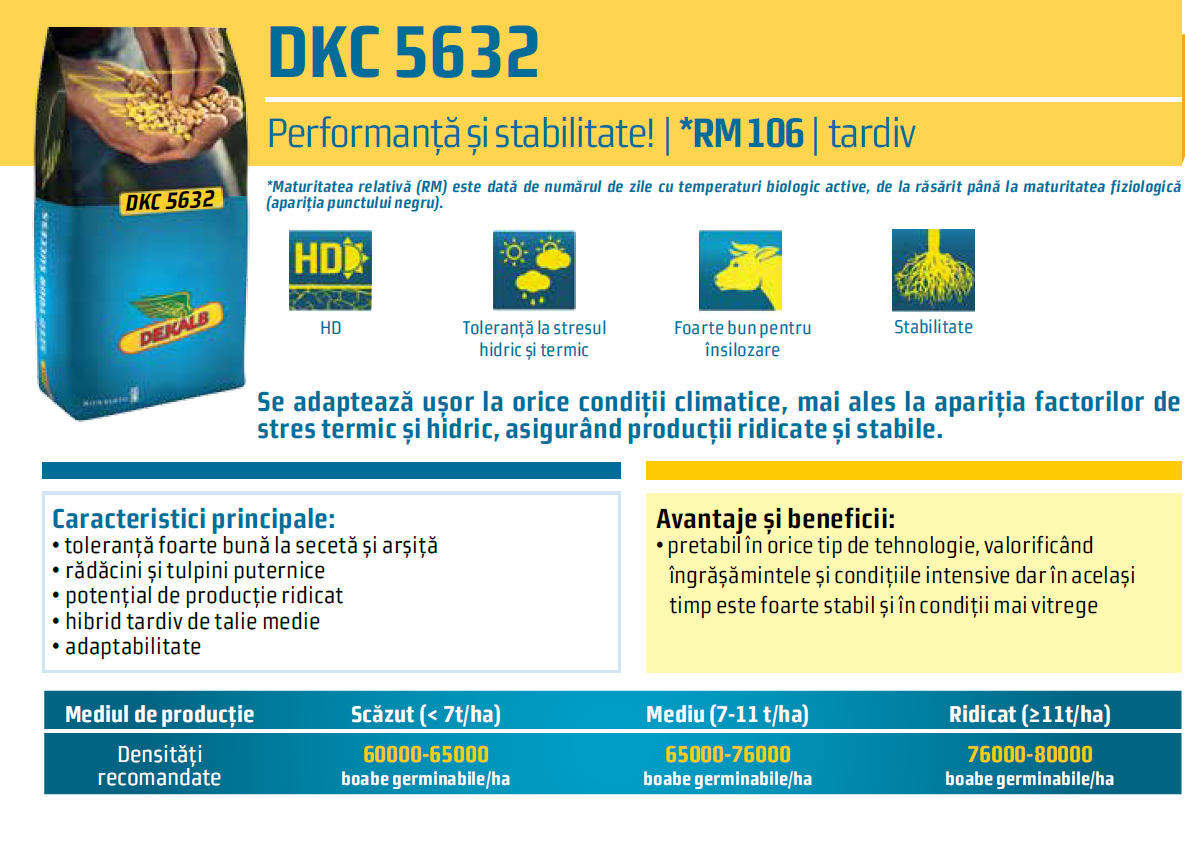 DKC 5632
Performanță și stabilitate! | *RM 106 | tardiv
*Maturitatea relativă (RM) este dată de numărul de zile cu temperaturi biologic active, de la răsărit până la maturitatea fiziologică
(apariția punctului negru).
DKC 5632
SEED YOUR SUCCESS
DEKALB
MONSANTO
HD
HD
Toleranță la stresul
hidric și termic
Foarte bun pentru
însilozare
Stabilitate
Se adaptează ușor la orice condiții climatice, mai ales la apariția factorilor de
stres termic și hidric, asigurând producții ridicate și stabile.
Caracteristici principale:
• toleranță foarte bună la secetă și arșiță
• rădăcini și tulpini puternice
• potențial de producție ridicat
• hibrid tardiv de talie medie
• adaptabilitate
Avantaje și beneficii:
• pretabil în orice tip de tehnologie, valorificând
îngrășămintele și condițiile intensive dar în același
timp este foarte stabil și în condiții mai vitrege
Mediul de producție Scăzut (< 7t/ha) Mediu (7-11 t/ha) Ridicat (≥11t/ha)
Densități 60000-65000 65000-76000 76000-80000
recomandate boabe germinabile/ha boabe germinabile/ha boabe germinabile/ha